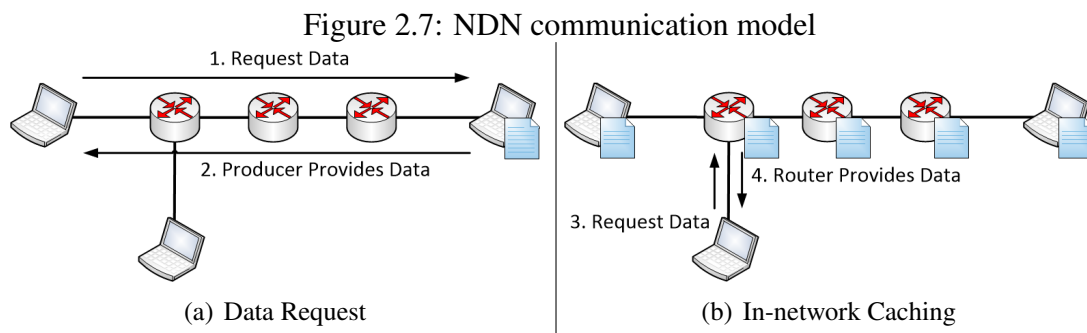 Figure 2.7: NDN communication model
1. Request Data
2. Producer Provides Data
(a) Data Request
4. Router Provides Data
3. Request Data
(b) In-network Caching